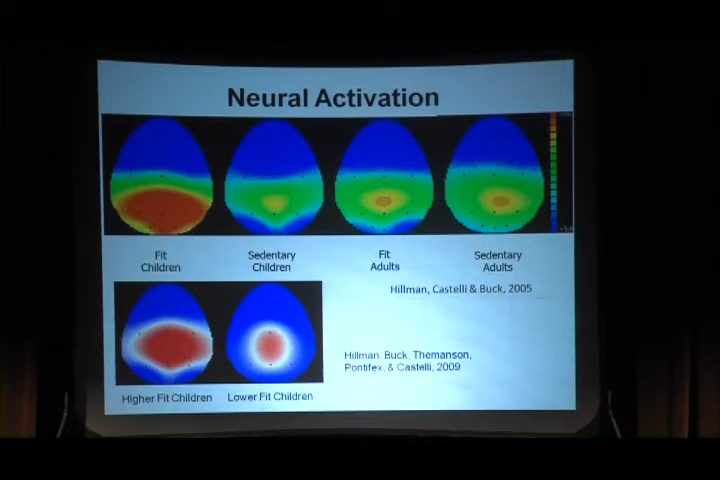 Neural Activation
Fit
Children
Sedentary
Children
Fit
Adults
Sedentary
Adults
Hillman, Castelli & Buck, 2005
Hillman, Buck, Themanson,
Pontifex, & Castelli, 2009
Higher Fit Children
Lower Fit Children